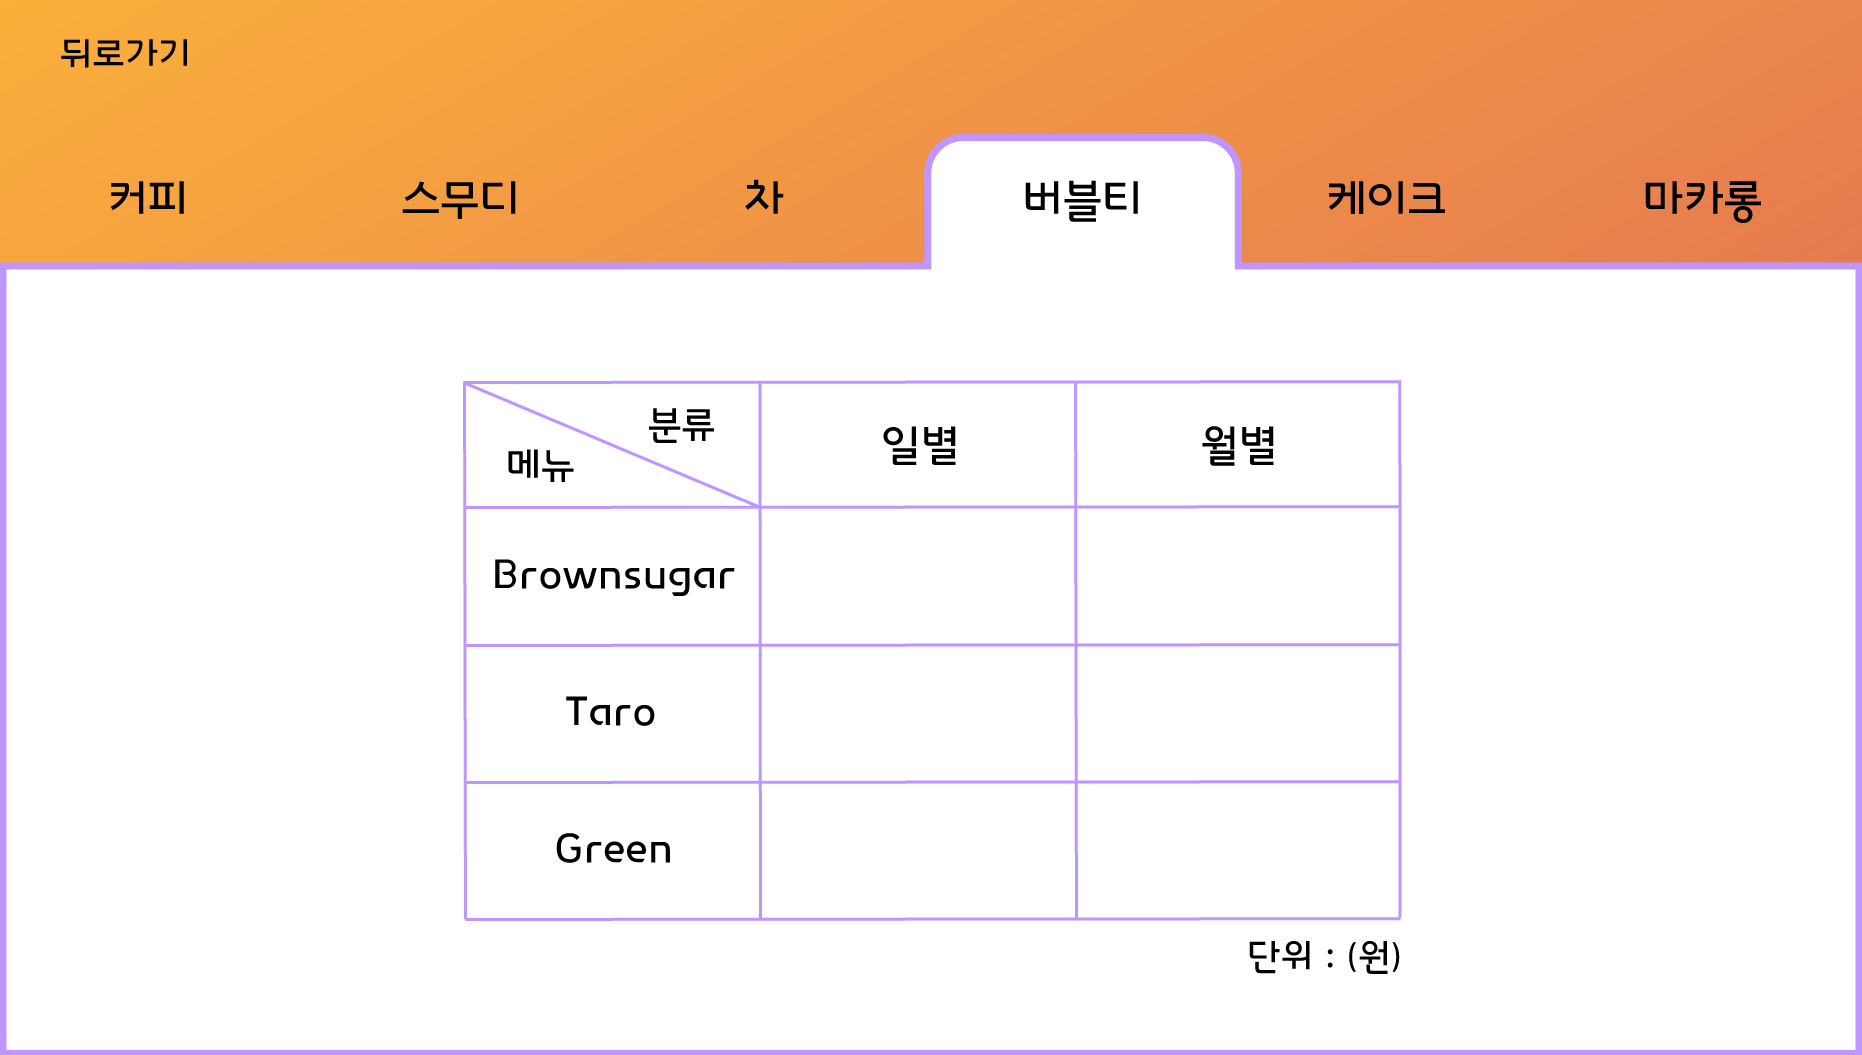 뒤로가기
커피 스무디 차 버블티 케이크 마카롱
분류
메뉴
일별 월별
Brownsugar
Taro
Green
단위 : (원)